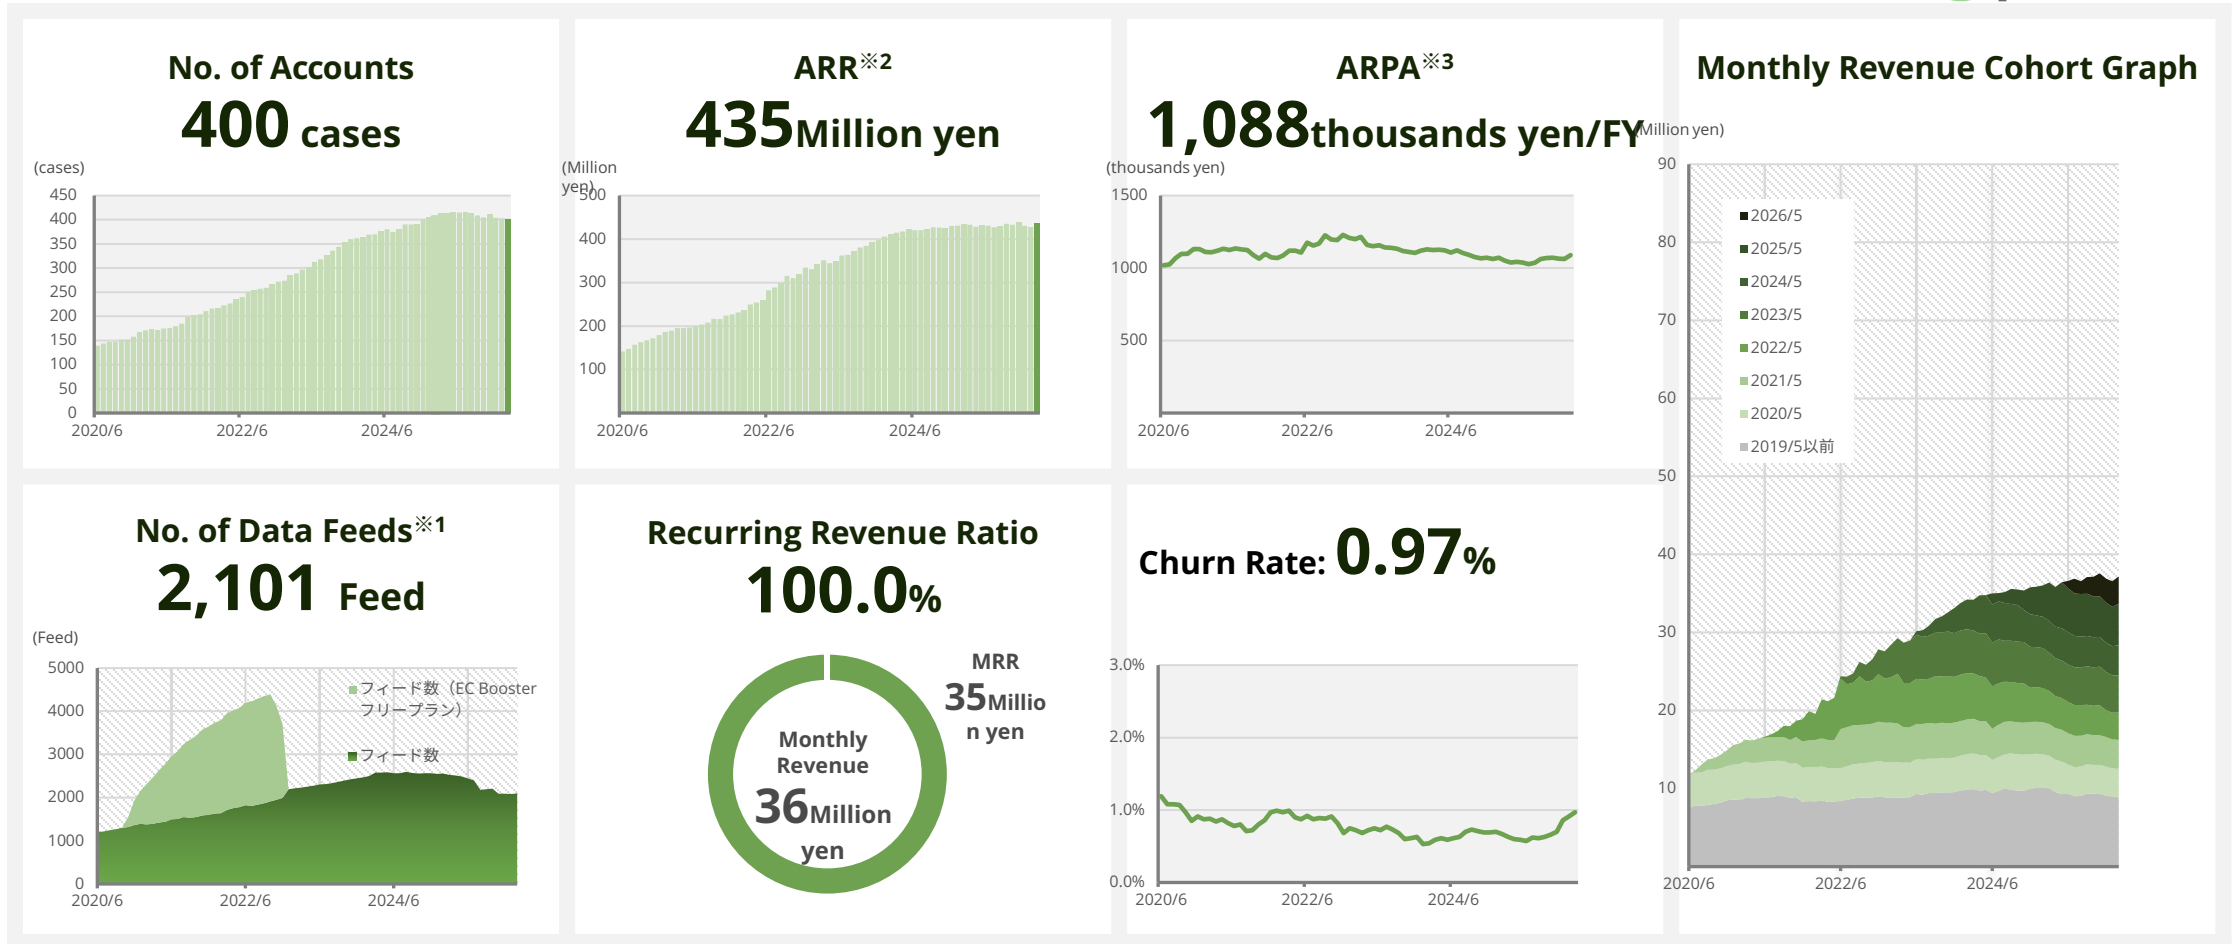 No. of Accounts
400 cases
(cases)
450
400
350
300
250
200
150
100
50
0
2020/6 2022/6 2024/6
ARR※2
435Million yen
(Million
yen)
500
400
300
200
100
2020/6 2022/6 2024/6
ARPA※3
1,088thousands yen/FY
(thousands yen)
1500
1000
500
2020/6 2022/6 2024/6
Monthly Revenue Cohort Graph
(Million yen)
90
80
70
60
50
40
30
20
10
2026/5
2025/5
2024/5
2023/5
2022/5
2021/5
2020/5
2019/5以前
2020/6 2022/6 2024/6
No. of Data Feeds※1
2,101 Feed
(Feed)
5000
4000
3000
2000
1000
0
フィード数（EC Booster
フリープラン）
フィード数
2020/6 2022/6 2024/6
Recurring Revenue Ratio
100.0%
MRR
35Millio
n yen
Monthly
Revenue
36Million
yen
Churn Rate: 0.97%
3.0%
2.0%
1.0%
0.0%
2020/6 2022/6 2024/6